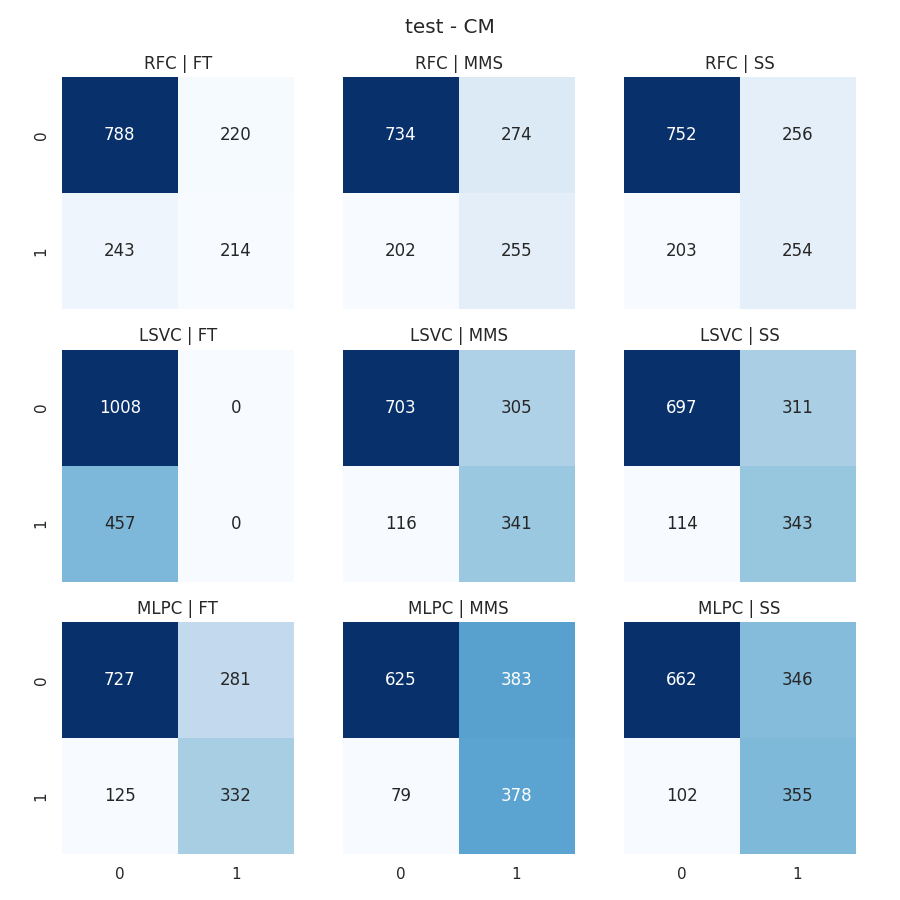 test - CM
RFC | FT
RFC | MMS
RFC | SS
0
788 220
734 274
752 256
1
243 214
202 255
203 254
LSVC | FT
LSVC | MMS
LSVC | SS
0
1008 0
703 305
697 311
1
457 0
116 341
114 343
MLPC | FT
MLPC | MMS
MLPC | SS
0
727 281
625 383
662 346
1
125 332
79 378
102 355
0 1
0 1
0 1